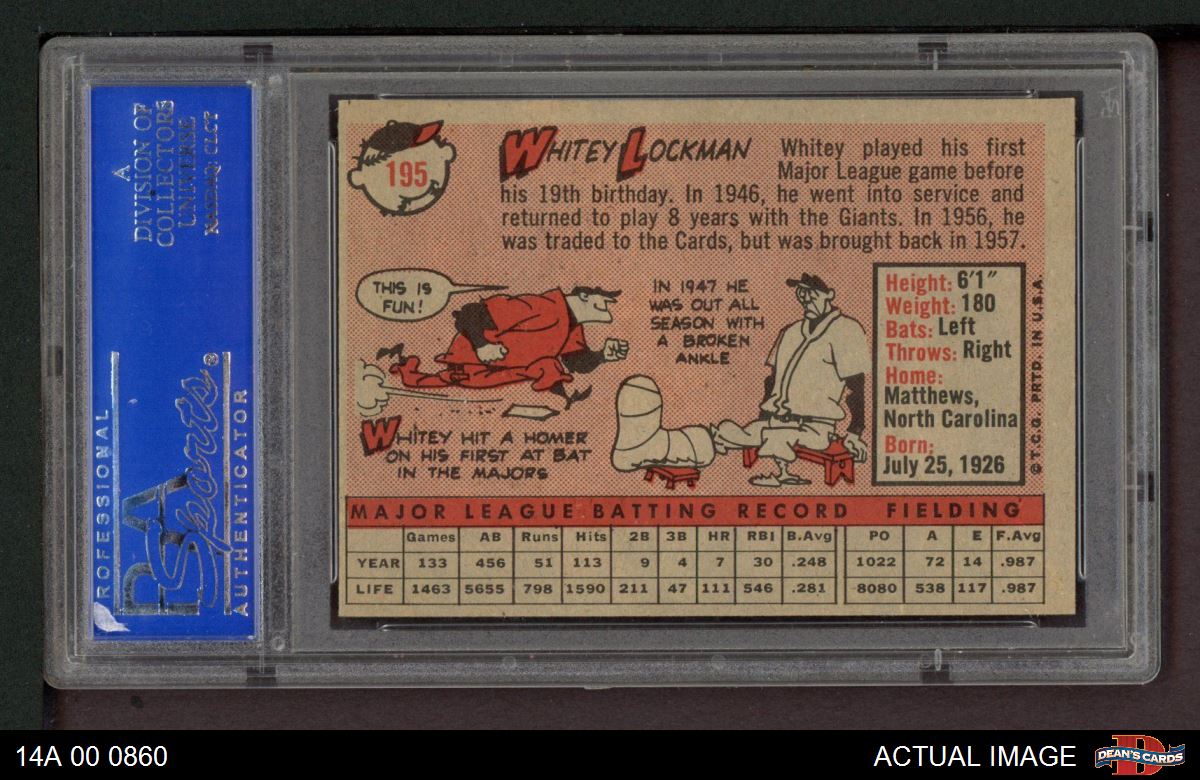 A
DIVISION OF
COLLECTORS
UNIVERSE
NASDAQ: CLCT
PROFESSIONAL
PSA
Sports®
AUTHENTICATOR
195
WHITEY LOCKMAN
Whitey played his first
Major League game before
his 19th birthday. In 1946, he went into service and
returned to play 8 years with the Giants. In 1956, he
was traded to the Cards, but was brought back in 1957.
THIS IS
FUN!
WHITEY HIT A HOMER
ON HIS FIRST AT BAT
IN THE MAJORS
IN 1947 HE
WAS OUT ALL
SEASON WITH
A BROKEN
ANKLE
Height: 6'1"
Weight: 180
Bats: Left
Throws: Right
Home:
Matthews,
North Carolina
Born:
July 25, 1926
© T.C.G. PRTD. IN U.S.A.
MAJOR LEAGUE BATTING RECORD FIELDING
Games AB Runs Hits 2B 3B HR RBI B.Avg PO A E F.Avg
YEAR 133 456 51 113 9 4 7 30 .248 1022 72 14 .987
LIFE 1463 5655 798 1590 211 47 111 546 .281 8080 538 117 .987
14A 00 0860
ACTUAL IMAGE
D
DEAN'S CARDS